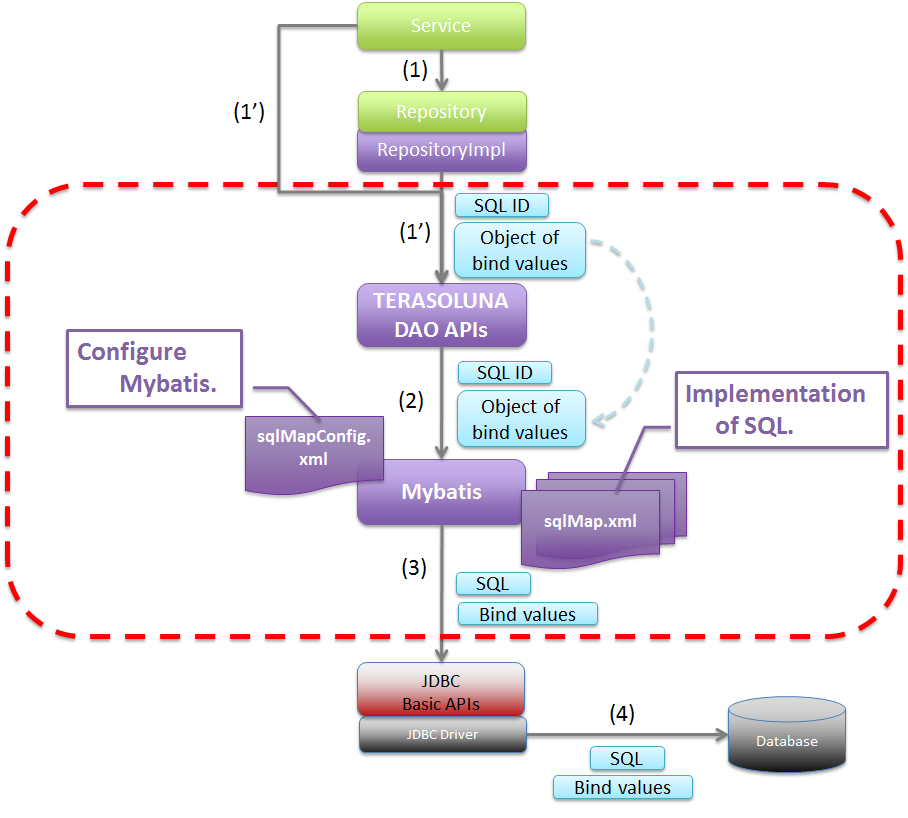 Service
(1)
(1’)
Repository
RepositoryImpl
SQL ID
(1’)
Object of
bind values
TERASOLUNA
DAO APIs
Configure
Mybatis.
SQL ID
(2)
Object of
bind values
Implementation
of SQL.
sqlMapConfig.
xml
Mybatis
sqlMap.xml
(3)
SQL
Bind values
JDBC
Basic APIs
JDBC Driver
(4)
Database
SQL
Bind values